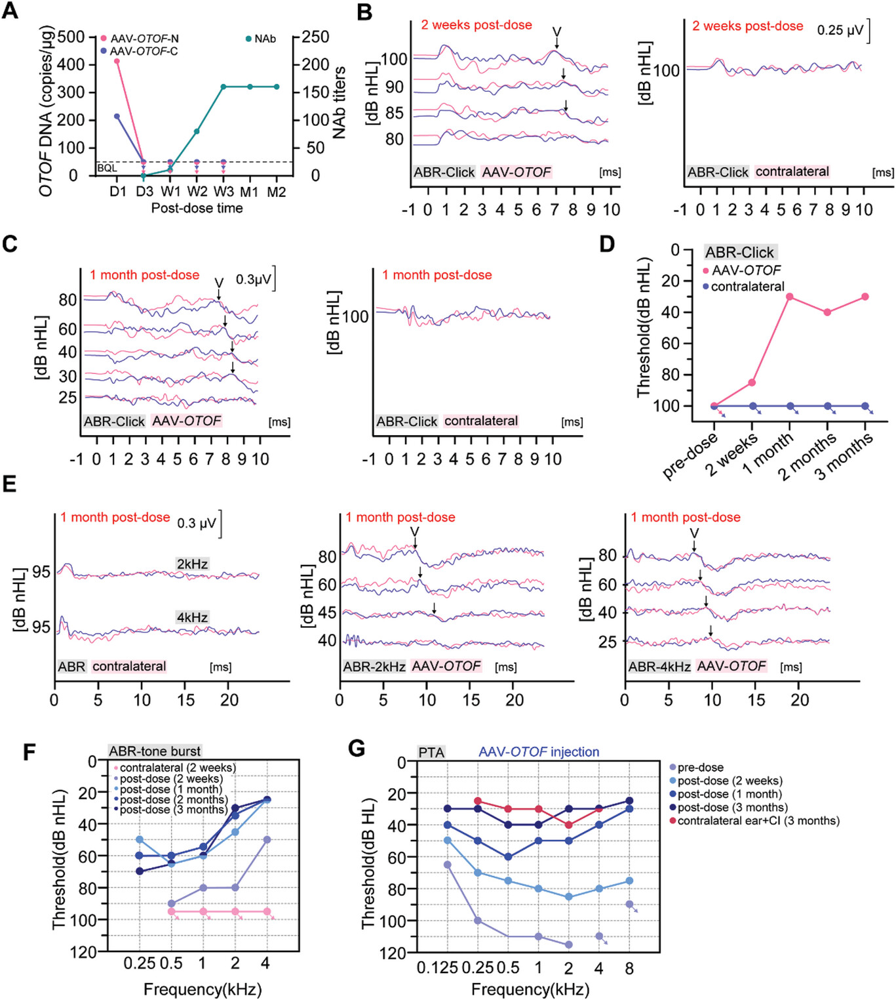 A
500
400
300
200
100
0
OTOF DNA (copies/µg)
AAV-OTOF-N
AAV-OTOF-C
NAb
250
200
150
100
50
0
NAb titers
BQL
D1 D3 W1 W2 W3 M1 M2
Post-dose time
B
2 weeks post-dose
V
100
90
85
80
[dB nHL]
ABR-Click AAV-OTOF [ms]
-1 0 1 2 3 4 5 6 7 8 9 10
2 weeks post-dose 0.25 µV
100
[dB nHL]
ABR-Click contralateral [ms]
-1 0 1 2 3 4 5 6 7 8 9 10
C
1 month post-dose
V
0.3µV
80
60
40
30
25
[dB nHL]
ABR-Click AAV-OTOF [ms]
-1 0 1 2 3 4 5 6 7 8 9 10
1 month post-dose
100
[dB nHL]
ABR-Click contralateral [ms]
-1 0 1 2 3 4 5 6 7 8 9 10
D
0
20
40
60
80
100
Threshold(dB nHL)
ABR-Click
AAV-OTOF
contralateral
pre-dose
2 weeks
1 month
2 months
3 months
E
1 month post-dose 0.3 µV
2kHz
95
4kHz
95
[dB nHL]
ABR contralateral [ms]
0 5 10 15 20
1 month post-dose
V
80
60
45
40
[dB nHL]
ABR-2kHz AAV-OTOF [ms]
0 5 10 15 20
1 month post-dose
V
80
60
40
25
[dB nHL]
ABR-4kHz AAV-OTOF [ms]
0 5 10 15 20
F
ABR-tone burst
contralateral (2 weeks)
post-dose (2 weeks)
post-dose (1 month)
post-dose (2 months)
post-dose (3 months)
0
20
40
60
80
100
120
Threshold(dB nHL)
0.25 0.5 1 2 4
Frequency(kHz)
G
PTA AAV-OTOF injection
0
20
40
60
80
100
120
Threshold(dB HL)
0.125 0.25 0.5 1 2 4 8
Frequency(kHz)
pre-dose
post-dose (2 weeks)
post-dose (1 month)
post-dose (3 months)
contralateral ear+CI (3 months)